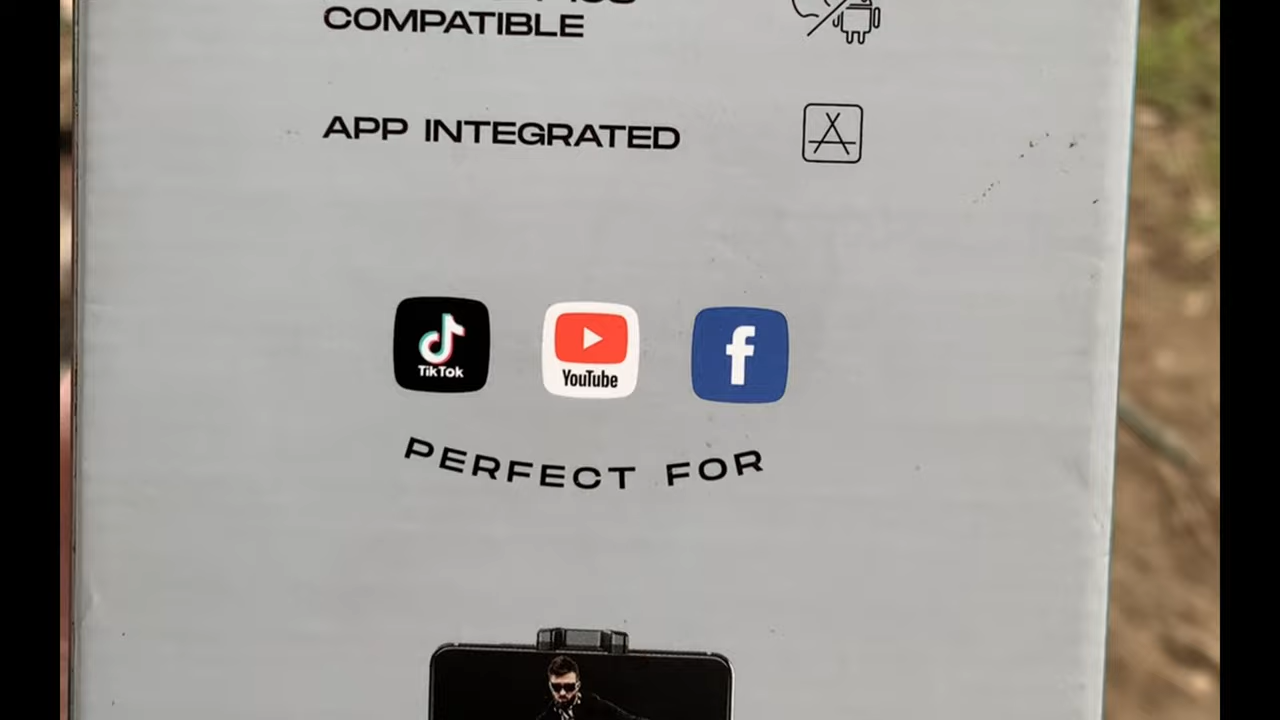 COMPATIBLE
APP INTEGRATED
TikTok
YouTube
PERFECT FOR